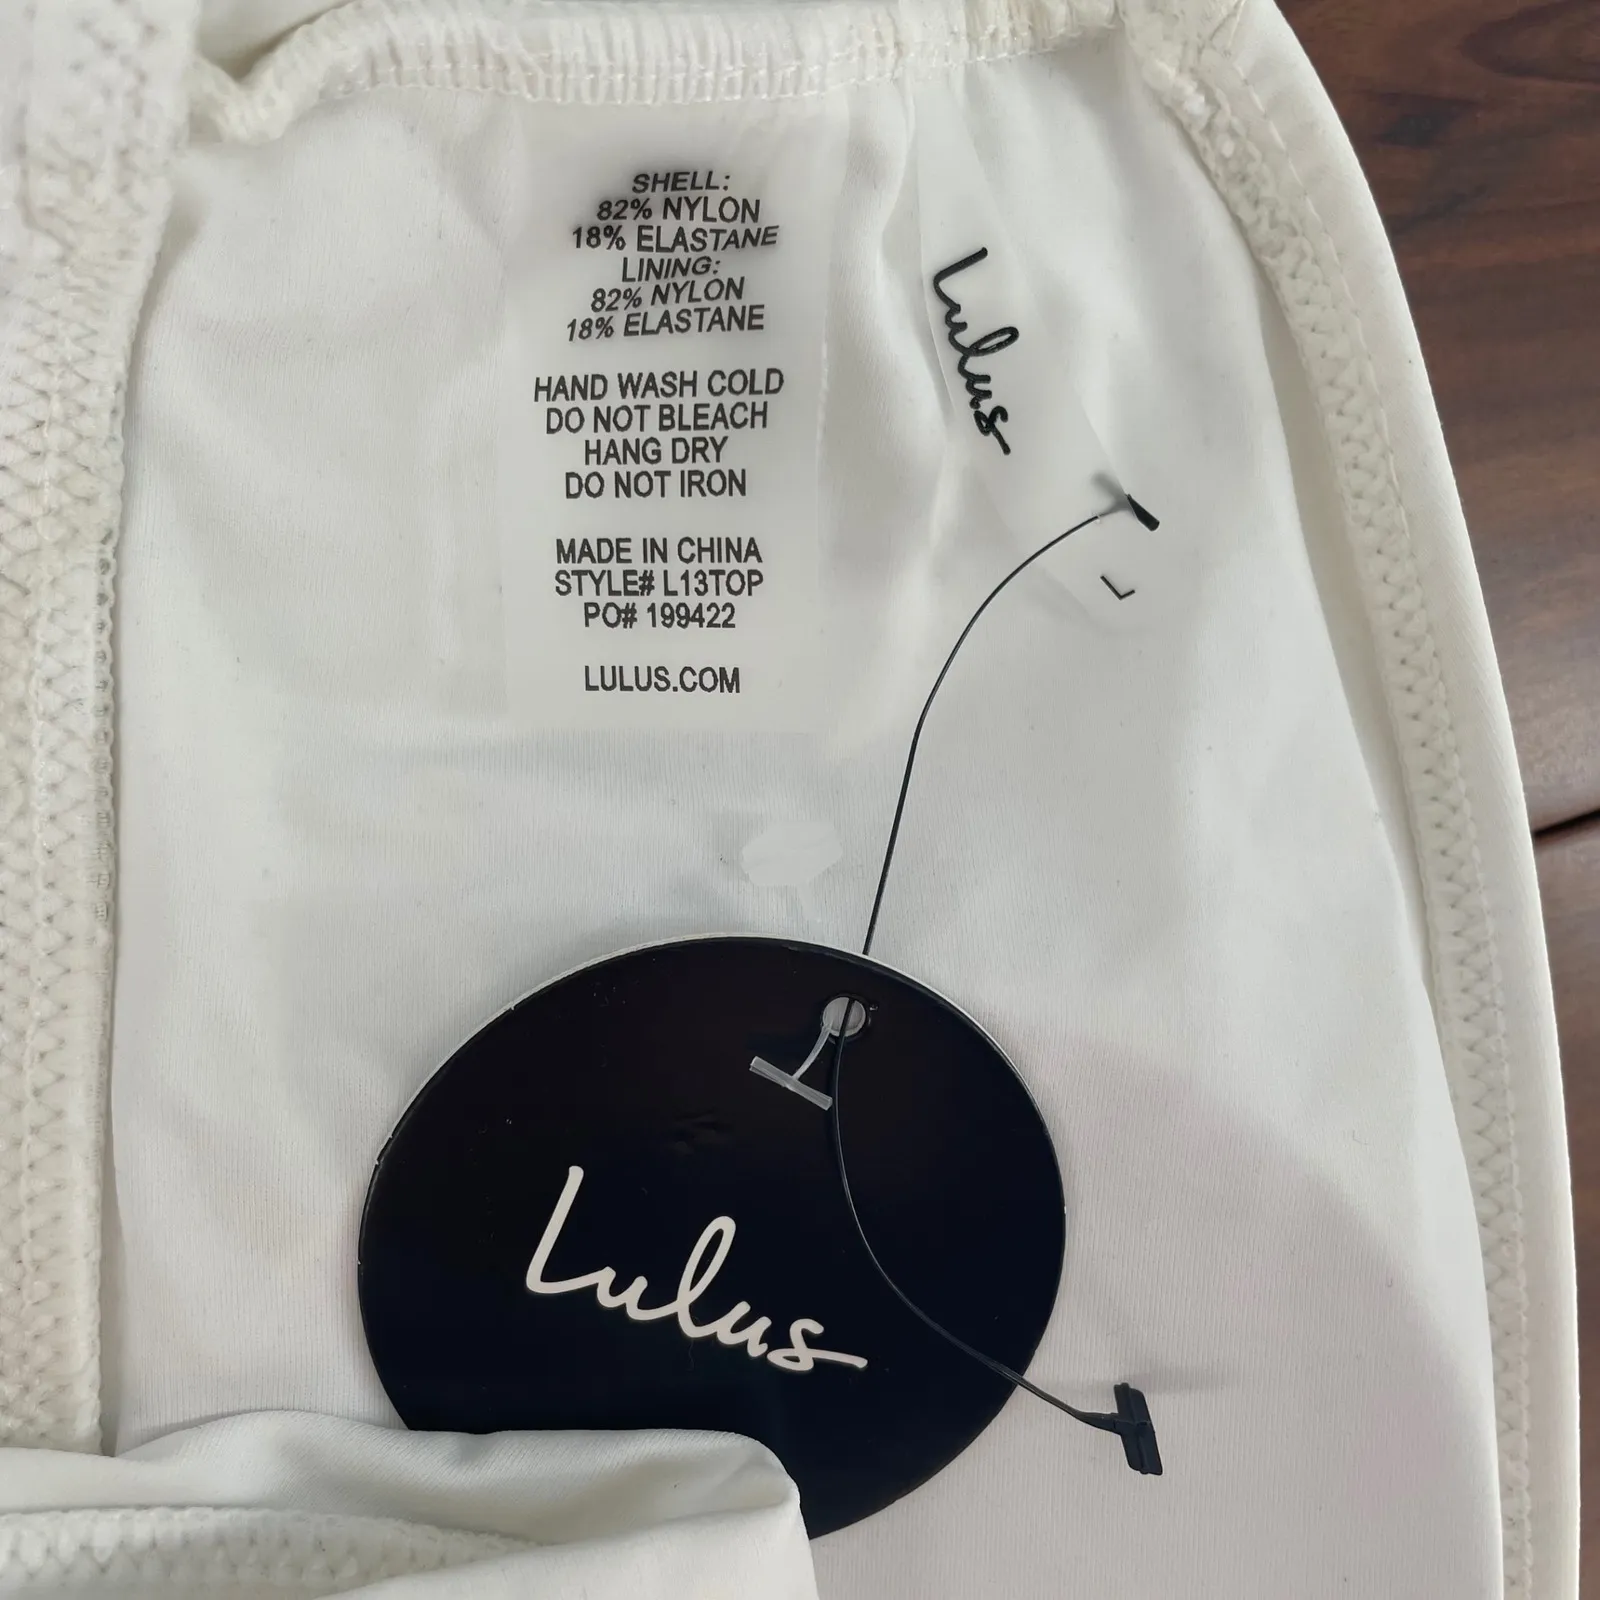 SHELL:
82% NYLON
18% ELASTANE
LINING:
82% NYLON
18% ELASTANE
HAND WASH COLD
DO NOT BLEACH
HANG DRY
DO NOT IRON
MADE IN CHINA
STYLE# L13TOP
PO# 199422
LULUS.COM
Lulus
L
Lulus